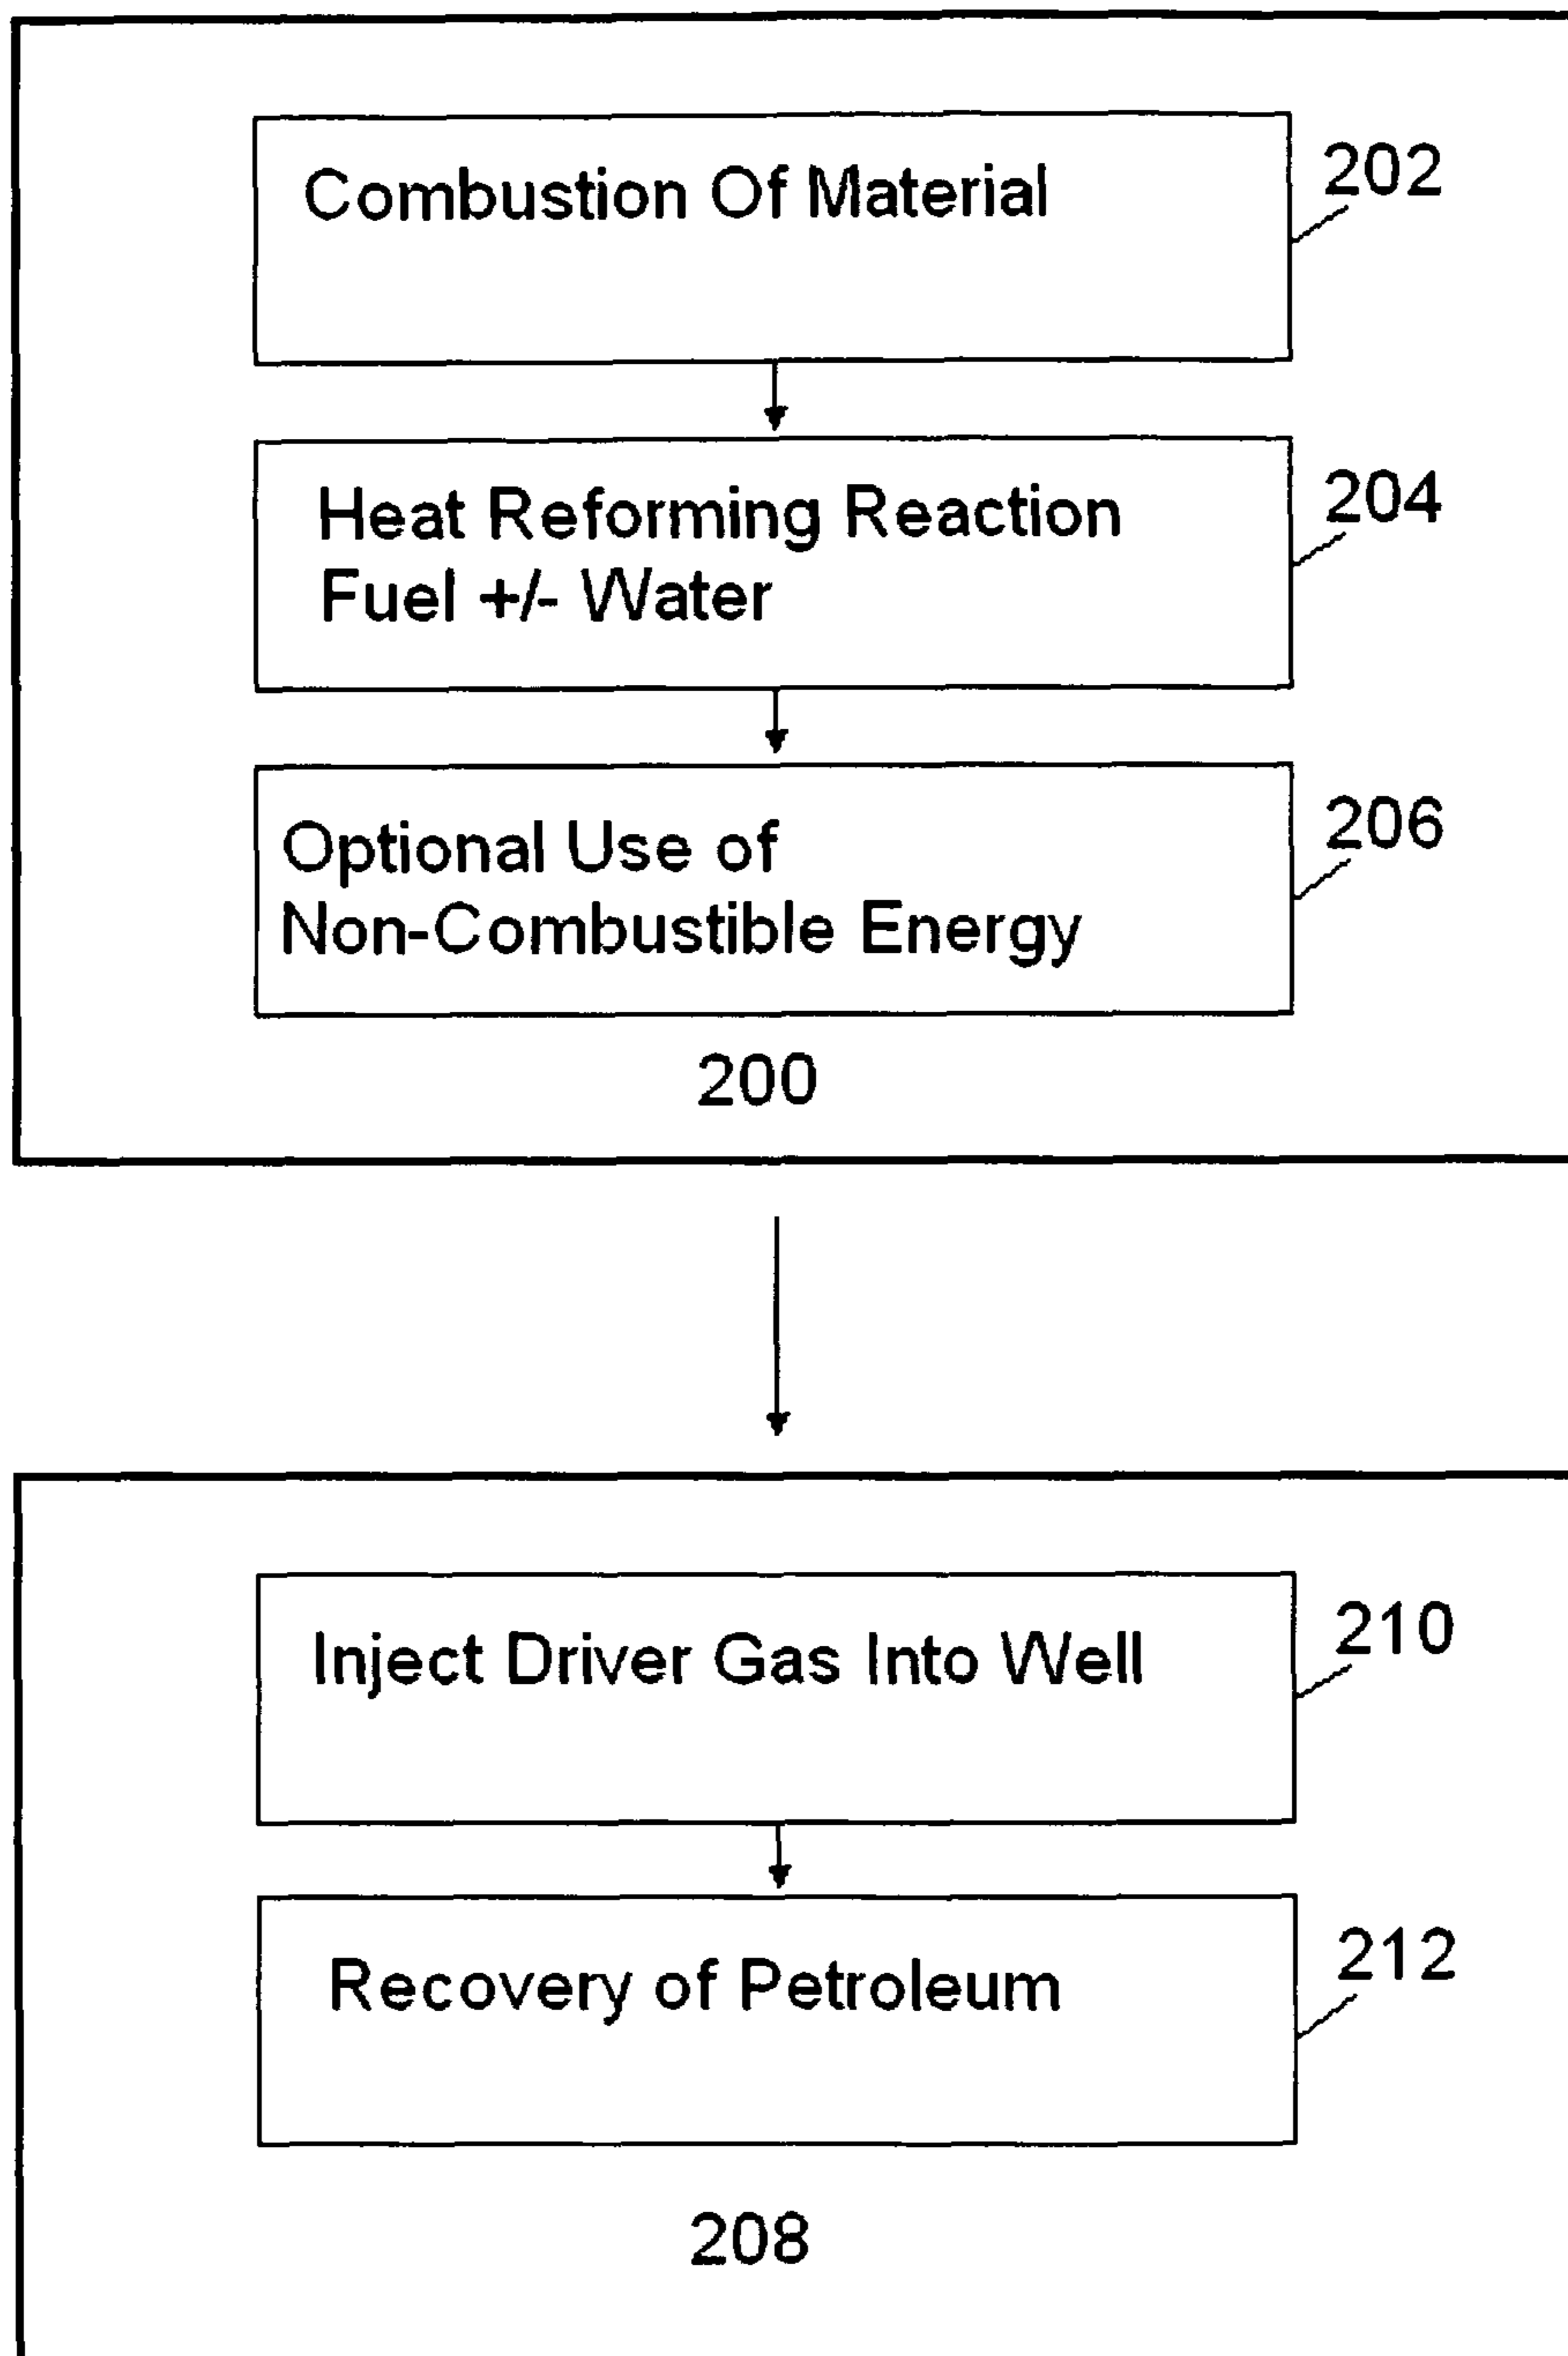 Combustion Of Material
202
Heat Reforming Reaction
Fuel +/- Water
204
Optional Use of
Non-Combustible Energy
206
200
Inject Driver Gas Into Well
210
Recovery of Petroleum
212
208